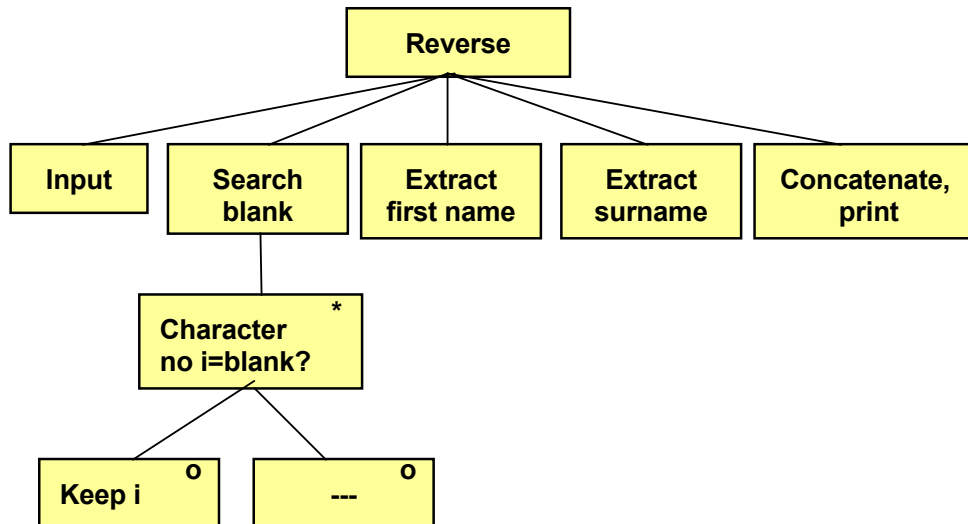 Reverse
Input
Search
blank
Extract
first name
Extract
surname
Concatenate,
print
*
Character
no i=blank?
Keep i
o
---
o